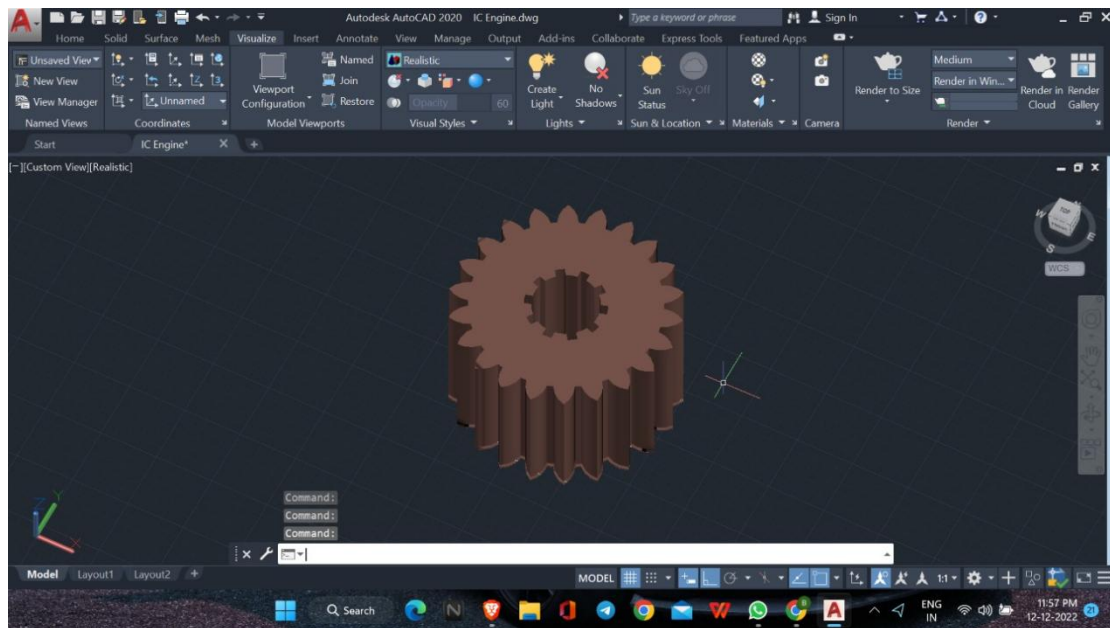 Autodesk AutoCAD 2020 IC Engine.dwg
Type a keyword or phrase
Sign In
Home Solid Surface Mesh Visualize Insert Annotate View Manage Output Add-ins Collaborate Express Tools Featured Apps
Unsaved View
New View
View Manager
Named Views
Unnamed
Coordinates
Viewport
Configuration
Named
Join
Restore
Model Viewports
Realistic
Opacity 60
Visual Styles
Create
Light
No
Shadows
Lights
Sun
Status
Sky Off
Sun & Location
Materials
Camera
Render to Size
Medium
Render in Win...
Render in
Cloud
Render
Gallery
Render
Start IC Engine* +
[-][Custom View][Realistic]
TOP
W
S
E
WCS
Command:
Command:
Command:
Z
Y
X
Model Layout1 Layout2 +
MODEL
1:1
Search
ENG
IN
11:57 PM
12-12-2022
21